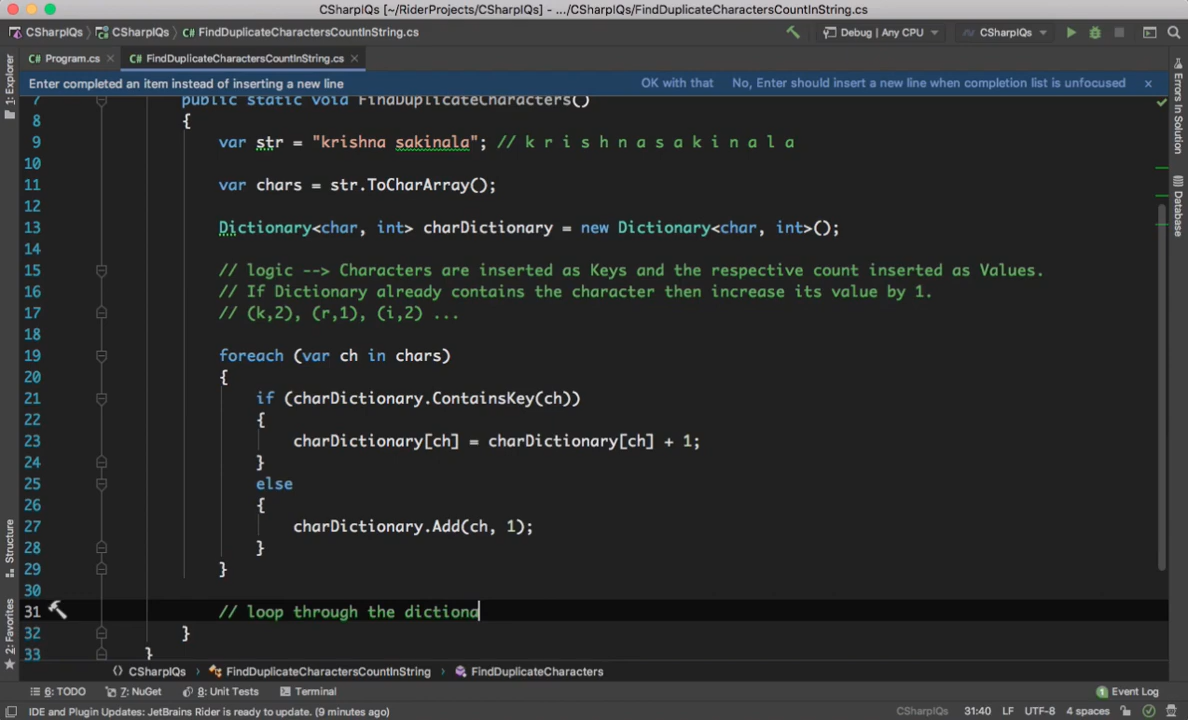 CSharpIQs [~/RiderProjects/CSharpIQs] - .../CSharpIQs/FindDuplicateCharactersCountInString.cs
CSharpIQs CSharpIQs FindDuplicateCharactersCountInString.cs Debug | Any CPU CSharpIQs
Program.cs FindDuplicateCharactersCountInString.cs
Enter completed an item instead of inserting a new line OK with that No, Enter should insert a new line when completion list is unfocused
1: Explorer
Structure
2: Favorites
Errors In Solution
Database
7 public static void FindDuplicateCharacters()
8 {
9 var str = "krishna sakinala"; // k r i s h n a s a k i n a l a
10
11 var chars = str.ToCharArray();
12
13 Dictionary<char, int> charDictionary = new Dictionary<char, int>();
14
15 // logic --> Characters are inserted as Keys and the respective count inserted as Values.
16 // If Dictionary already contains the character then increase its value by 1.
17 // (k,2), (r,1), (i,2) ...
18
19 foreach (var ch in chars)
20 {
21 if (charDictionary.ContainsKey(ch))
22 {
23 charDictionary[ch] = charDictionary[ch] + 1;
24 }
25 else
26 {
27 charDictionary.Add(ch, 1);
28 }
29 }
30
31 // loop through the dictiona
32 }
33 }
CSharpIQs FindDuplicateCharactersCountInString FindDuplicateCharacters
6: TODO 7: NuGet 8: Unit Tests Terminal 1 Event Log
IDE and Plugin Updates: JetBrains Rider is ready to update. (9 minutes ago) CSharpIQs 31:40 LF UTF-8 4 spaces